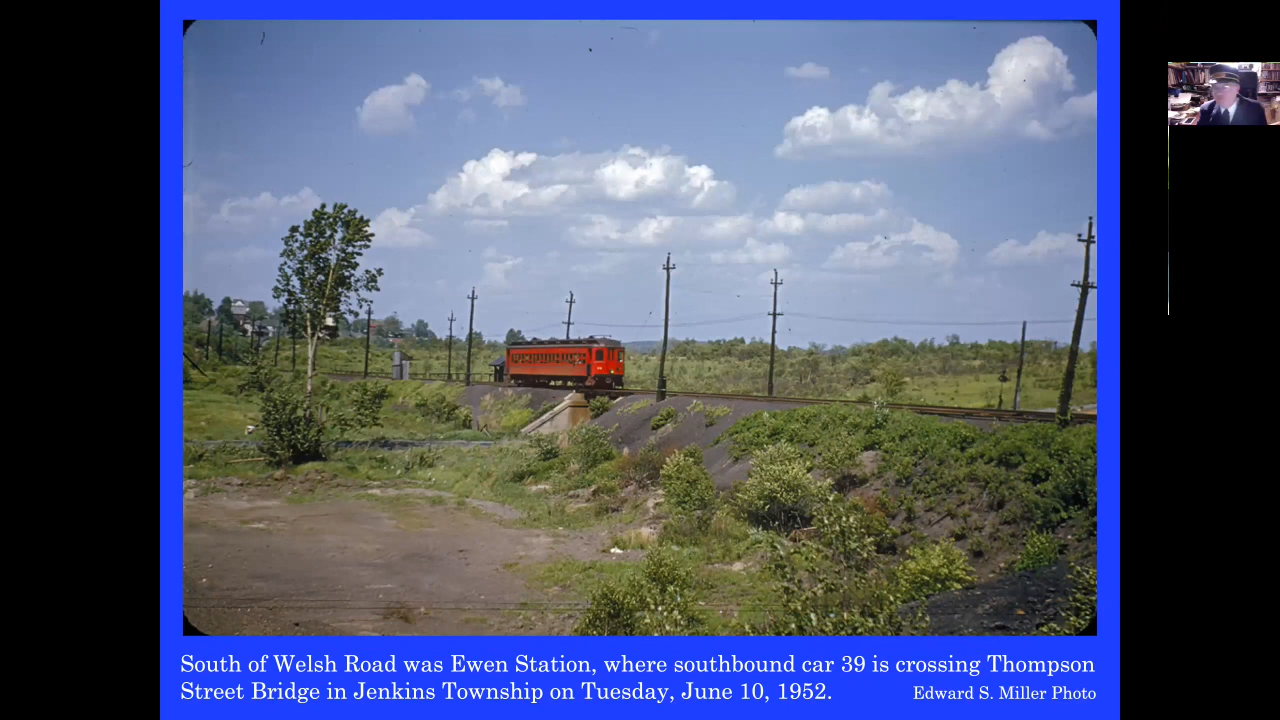 South of Welsh Road was Ewen Station, where southbound car 39 is crossing Thompson
Street Bridge in Jenkins Township on Tuesday, June 10, 1952. Edward S. Miller Photo